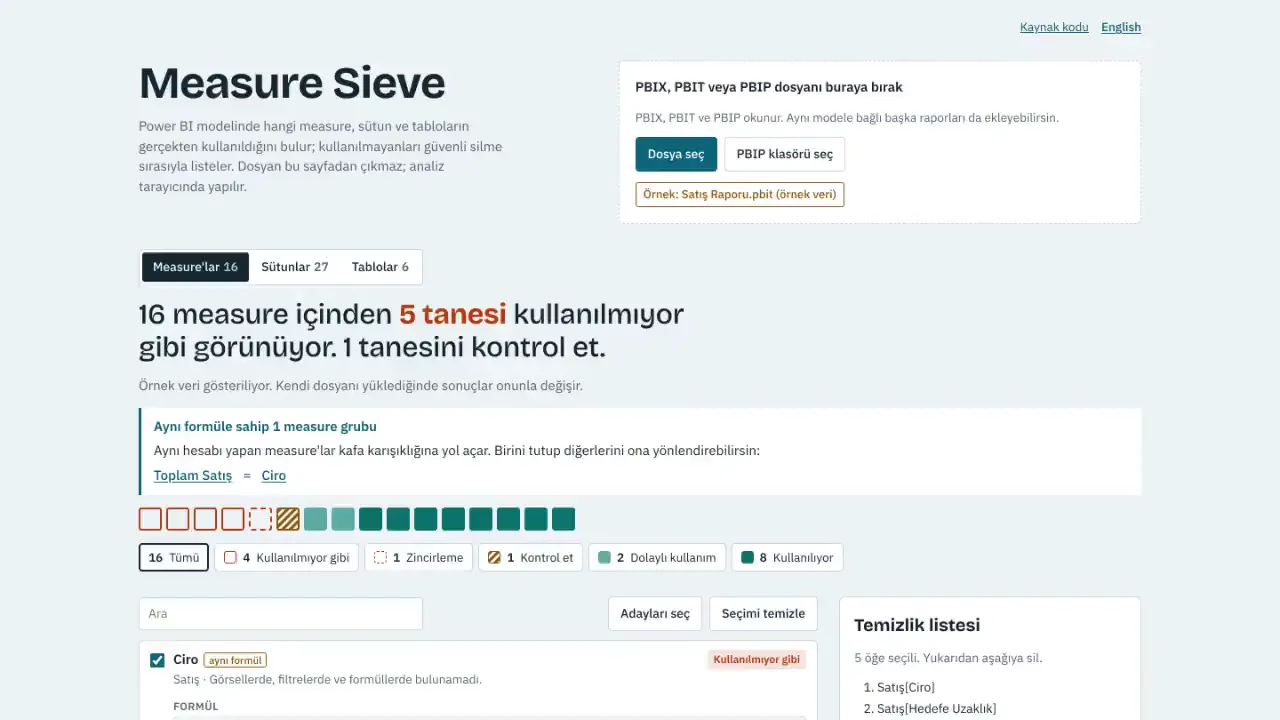 Kaynak kodu English
Measure Sieve
Power BI modelinde hangi measure, sütun ve tabloların
gerçekten kullanıldığını bulur; kullanılmayanları güvenli silme
sırasıyla listeler. Dosyan bu sayfadan çıkmaz; analiz
tarayıcında yapılır.
PBIX, PBIT veya PBIP dosyanı buraya bırak
PBIX, PBIT ve PBIP okunur. Aynı modele bağlı başka raporları da ekleyebilirsin.
Dosya seç PBIP klasörü seç
Örnek: Satış Raporu.pbit (örnek veri)
Measure'lar 16 Sütunlar 27 Tablolar 6
16 measure içinden 5 tanesi kullanılmıyor
gibi görünüyor. 1 tanesini kontrol et.
Örnek veri gösteriliyor. Kendi dosyanı yüklediğinde sonuçlar onunla değişir.
Aynı formüle sahip 1 measure grubu
Aynı hesabı yapan measure'lar kafa karışıklığına yol açar. Birini tutup diğerlerini ona yönlendirebilirsin:
Toplam Satış = Ciro
16 Tümü 4 Kullanılmıyor gibi 1 Zincirleme 1 Kontrol et 2 Dolaylı kullanım 8 Kullanılıyor
Ara Adayları seç Seçimi temizle
Ciro aynı formül Kullanılmıyor gibi
Satış · Görsellerde, filtrelerde ve formüllerde bulunamadı.
FORMÜL
Temizlik listesi
5 öğe seçili. Yukarıdan aşağıya sil.
1. Satış[Ciro]
2. Satış[Hedefe Uzaklık]